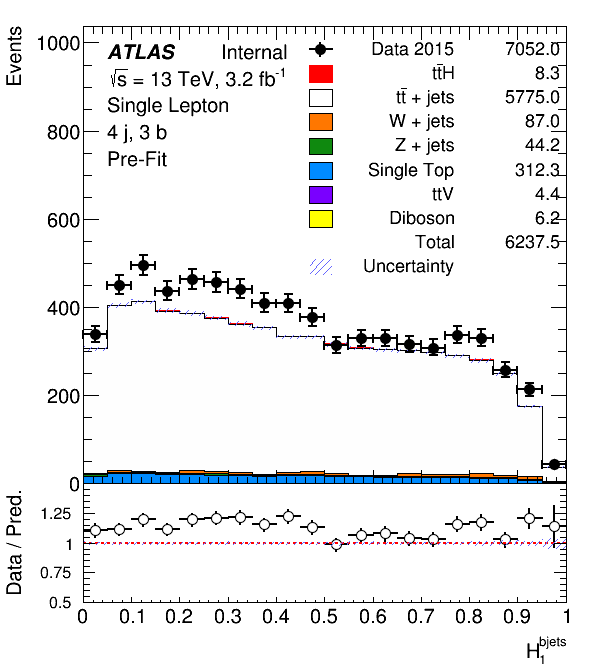 Events
1000
800
600
400
200
0
ATLAS Internal
√s = 13 TeV, 3.2 fb⁻¹
Single Lepton
4 j, 3 b
Pre-Fit
Data 2015 7052.0
tt̄H 8.3
tt̄ + jets 5775.0
W + jets 87.0
Z + jets 44.2
Single Top 312.3
ttV 4.4
Diboson 6.2
Total 6237.5
Uncertainty
Data / Pred.
1.25
1
0.75
0.5
0 0.1 0.2 0.3 0.4 0.5 0.6 0.7 0.8 0.9 1
H₁^bjets